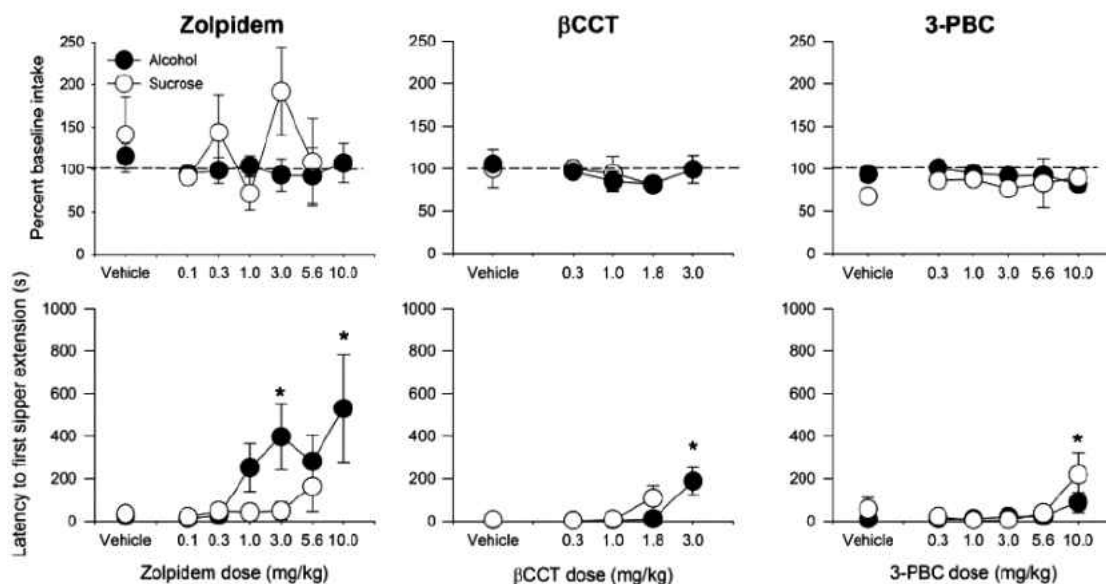 Zolpidem
βCCT
3-PBC
Percent baseline intake
250
200
150
100
50
0
Alcohol
Sucrose
Vehicle 0.1 0.3 1.0 3.0 5.6 10.0
250
200
150
100
50
0
Vehicle 0.3 1.0 1.8 3.0
250
200
150
100
50
0
Vehicle 0.3 1.0 3.0 5.6 10.0
Latency to first sipper extension (s)
1000
800
600
400
200
0
*
*
Vehicle 0.1 0.3 1.0 3.0 5.6 10.0
Zolpidem dose (mg/kg)
1000
800
600
400
200
0
*
Vehicle 0.3 1.0 1.8 3.0
βCCT dose (mg/kg)
1000
800
600
400
200
0
*
Vehicle 0.3 1.0 3.0 5.6 10.0
3-PBC dose (mg/kg)